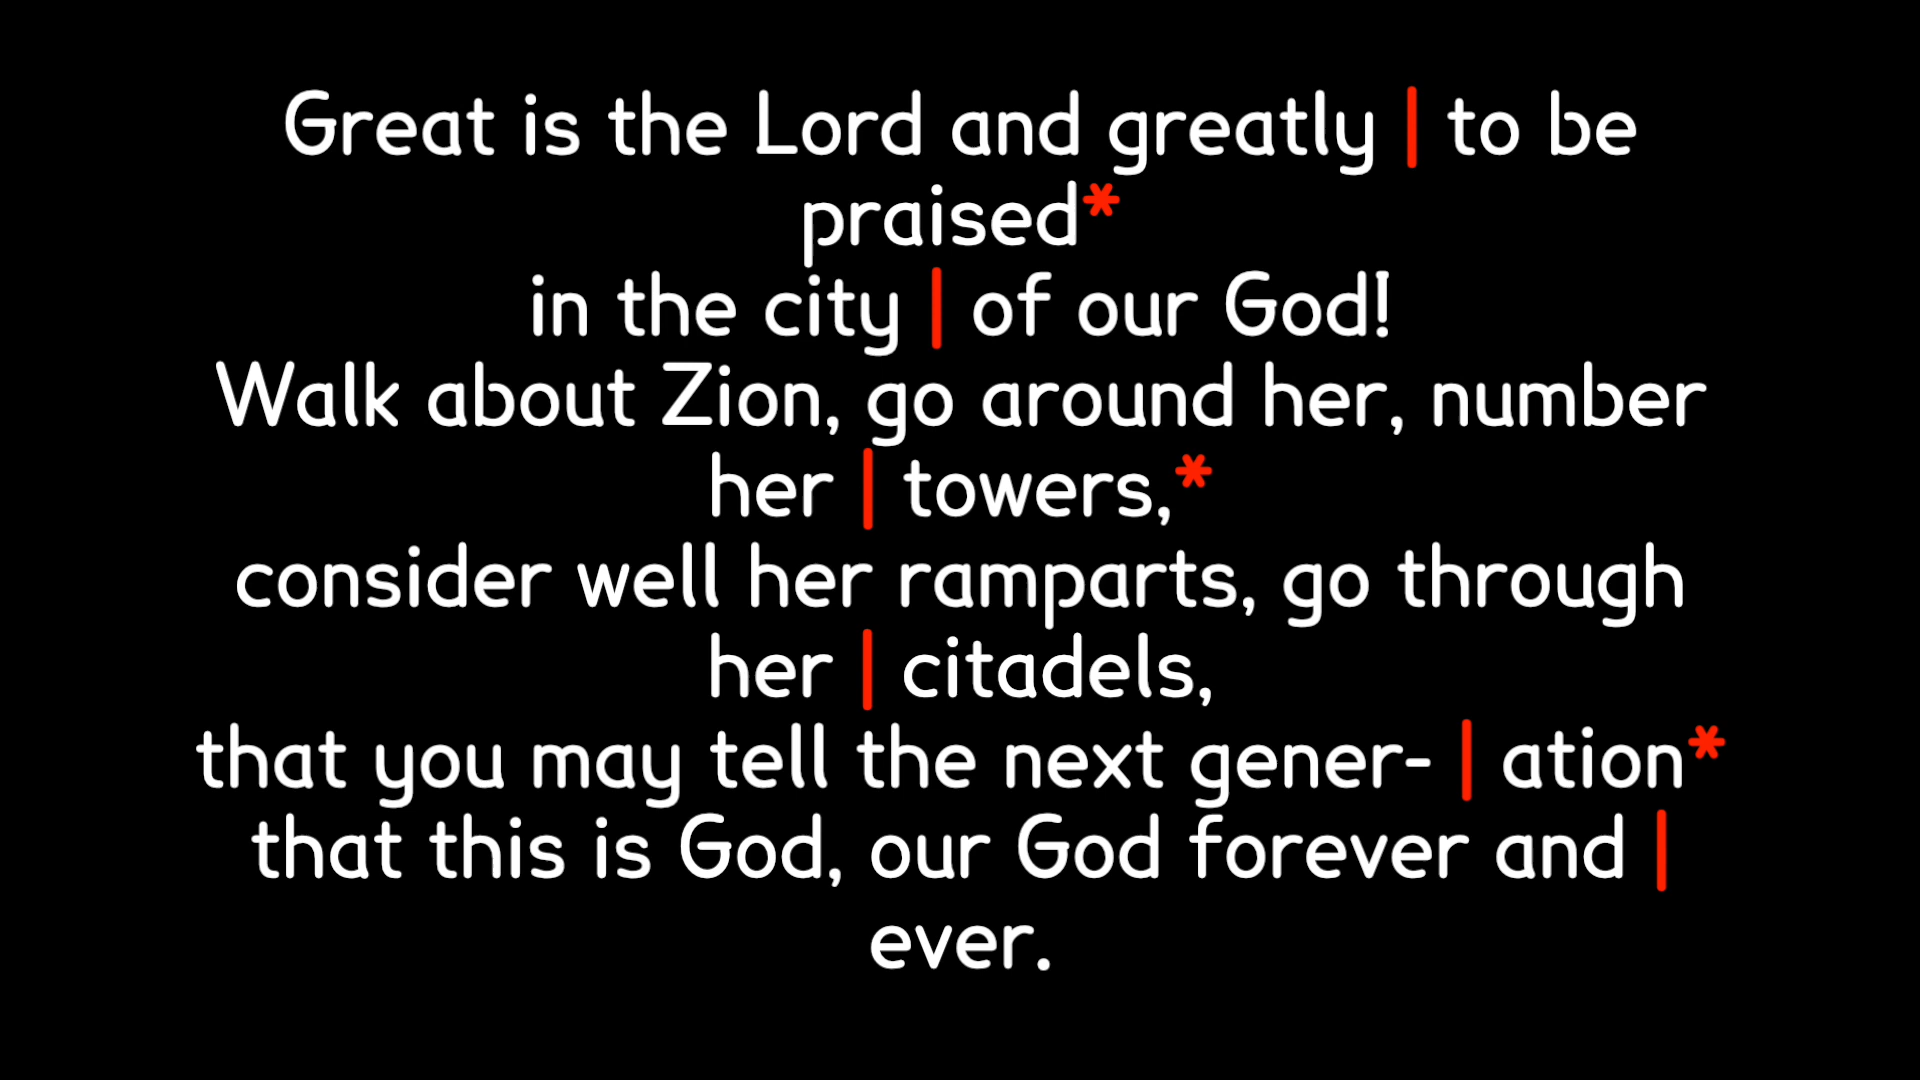 Great is the Lord and greatly | to be
praised*
in the city | of our God!
Walk about Zion, go around her, number
her | towers,*
consider well her ramparts, go through
her | citadels,
that you may tell the next gener- | ation*
that this is God, our God forever and |
ever.